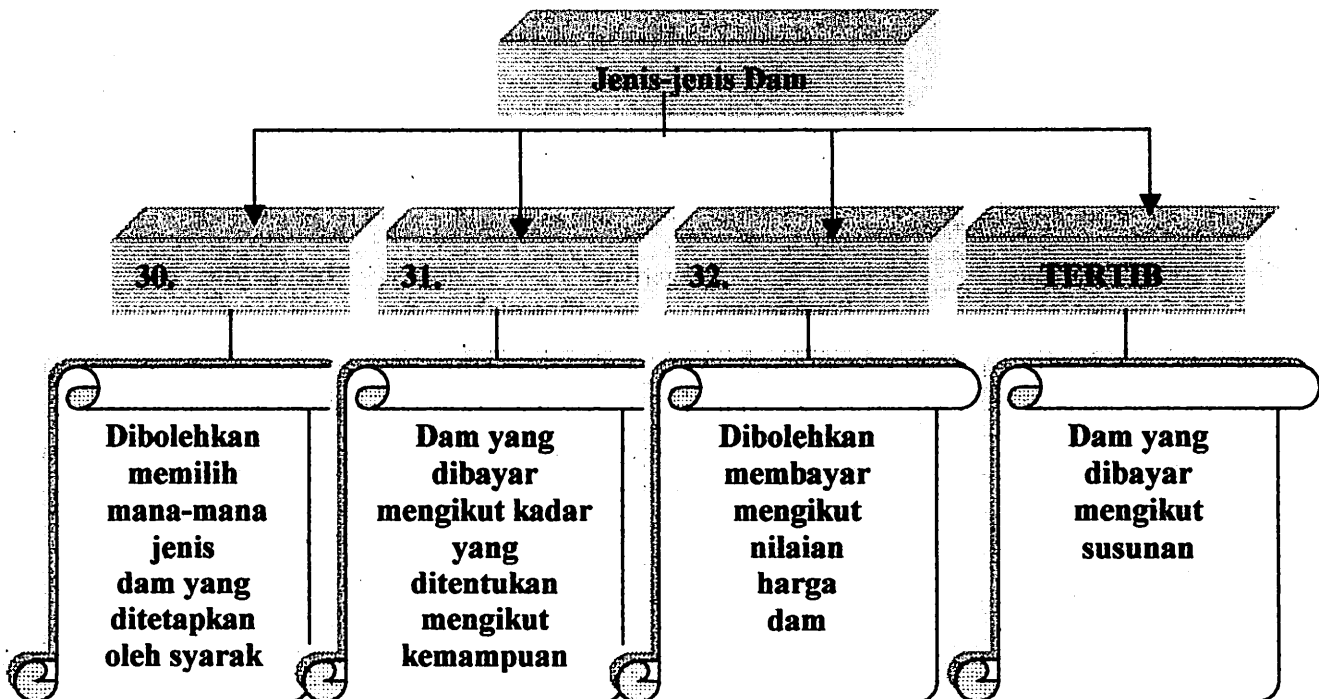 Jenis-jenis Dam
30.
31.
32.
TERTIB
Dibolehkan
memilih
mana-mana
jenis
dam yang
ditetapkan
oleh syarak
Dam yang
dibayar
mengikut kadar
yang
ditentukan
mengikut
kemampuan
Dibolehkan
membayar
mengikut
nilaian
harga
dam
Dam yang
dibayar
mengikut
susunan